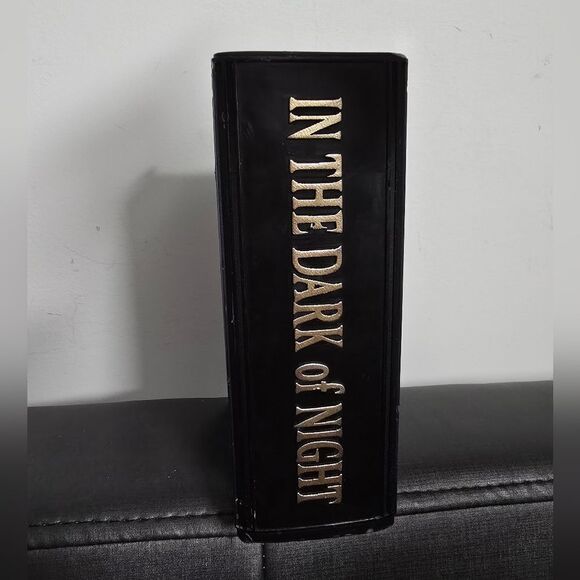 IN THE DARK of NIGHT